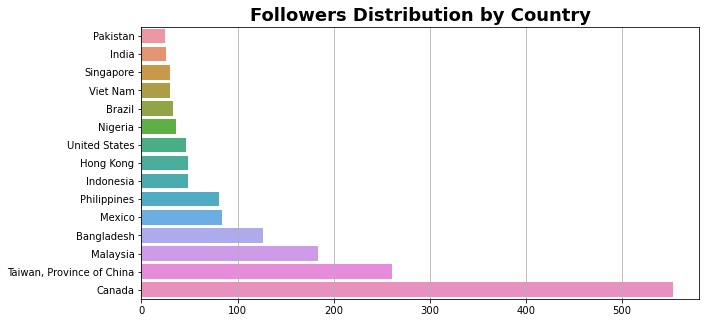 Followers Distribution by Country
Pakistan
India
Singapore
Viet Nam
Brazil
Nigeria
United States
Hong Kong
Indonesia
Philippines
Mexico
Bangladesh
Malaysia
Taiwan, Province of China
Canada
0 100 200 300 400 500